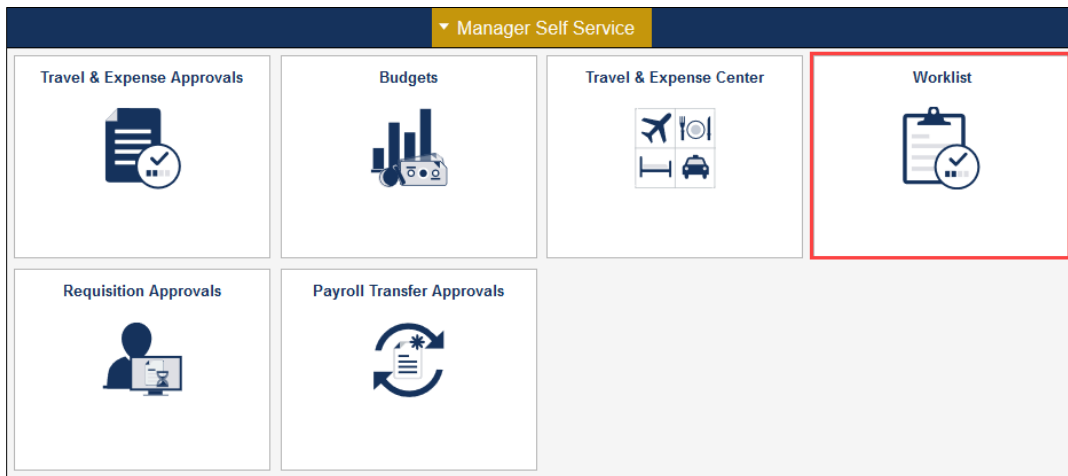 Manager Self Service
Travel & Expense Approvals
Budgets
Travel & Expense Center
Worklist
Requisition Approvals
Payroll Transfer Approvals